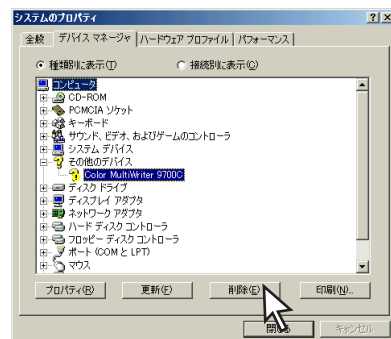 システムのプロパティ
全般 デバイス マネージャ ハードウェア プロファイル パフォーマンス
種類別に表示(T) 接続別に表示(C)
コンピュータ
CD-ROM
PCMCIA ソケット
キーボード
サウンド、ビデオ、およびゲームのコントローラ
システム デバイス
その他のデバイス
Color MultiWriter 9700C
ディスク ドライブ
ディスプレイ アダプタ
ネットワーク アダプタ
ハード ディスク コントローラ
フロッピー ディスク コントローラ
ポート (COM と LPT)
マウス
プロパティ(R) 更新(F) 削除(E) 印刷(N)...
閉じる キャンセル